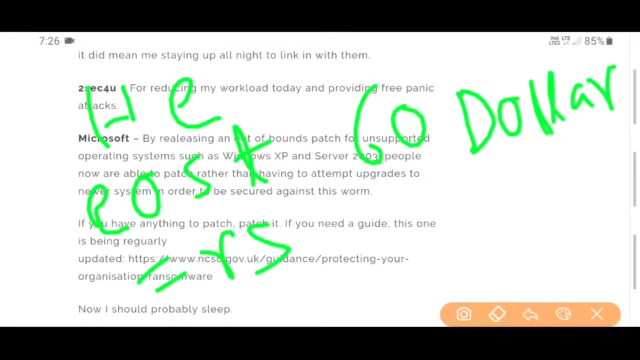 7:26 85%
it did mean me staying up all night to link in with them.
He 60 Dollar
2sec4u – For reducing my workload today and providing free panic
attacks.
Microsoft – By realeasing an out of bounds patch for unsupported
operating systems such as Windows XP and Server 2003, people
now are able to patch rather than having to attempt upgrades to
newer system in order to be secured against this worm.
eost
If you have anything to patch, patch it. If you need a guide, this one
is being reguarly
= rs
updated: https://www.ncsc.gov.uk/guidance/protecting-your-
organisation-ransomware
Now I should probably sleep.